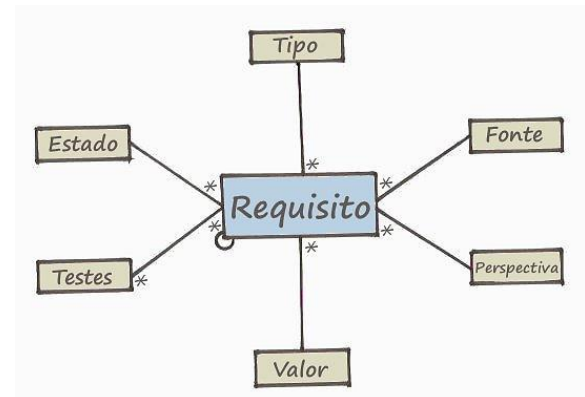 Tipo
Estado
Fonte
*
*
*
Requisito
*
*
*
Testes
*
Perspectiva
Valor